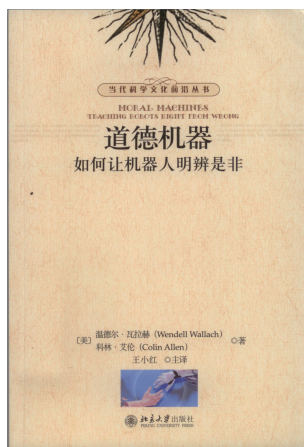 当代科学文化前沿丛书
MORAL MACHINES
TEACHING ROBOTS RIGHT FROM WRONG
道德机器
如何让机器人明辨是非
〔美〕
温德尔·瓦拉赫（Wendell Wallach）
科林·艾伦（Colin Allen）
◎著
王小红 ◎主译
北京大学出版社
PEKING UNIVERSITY PRESS